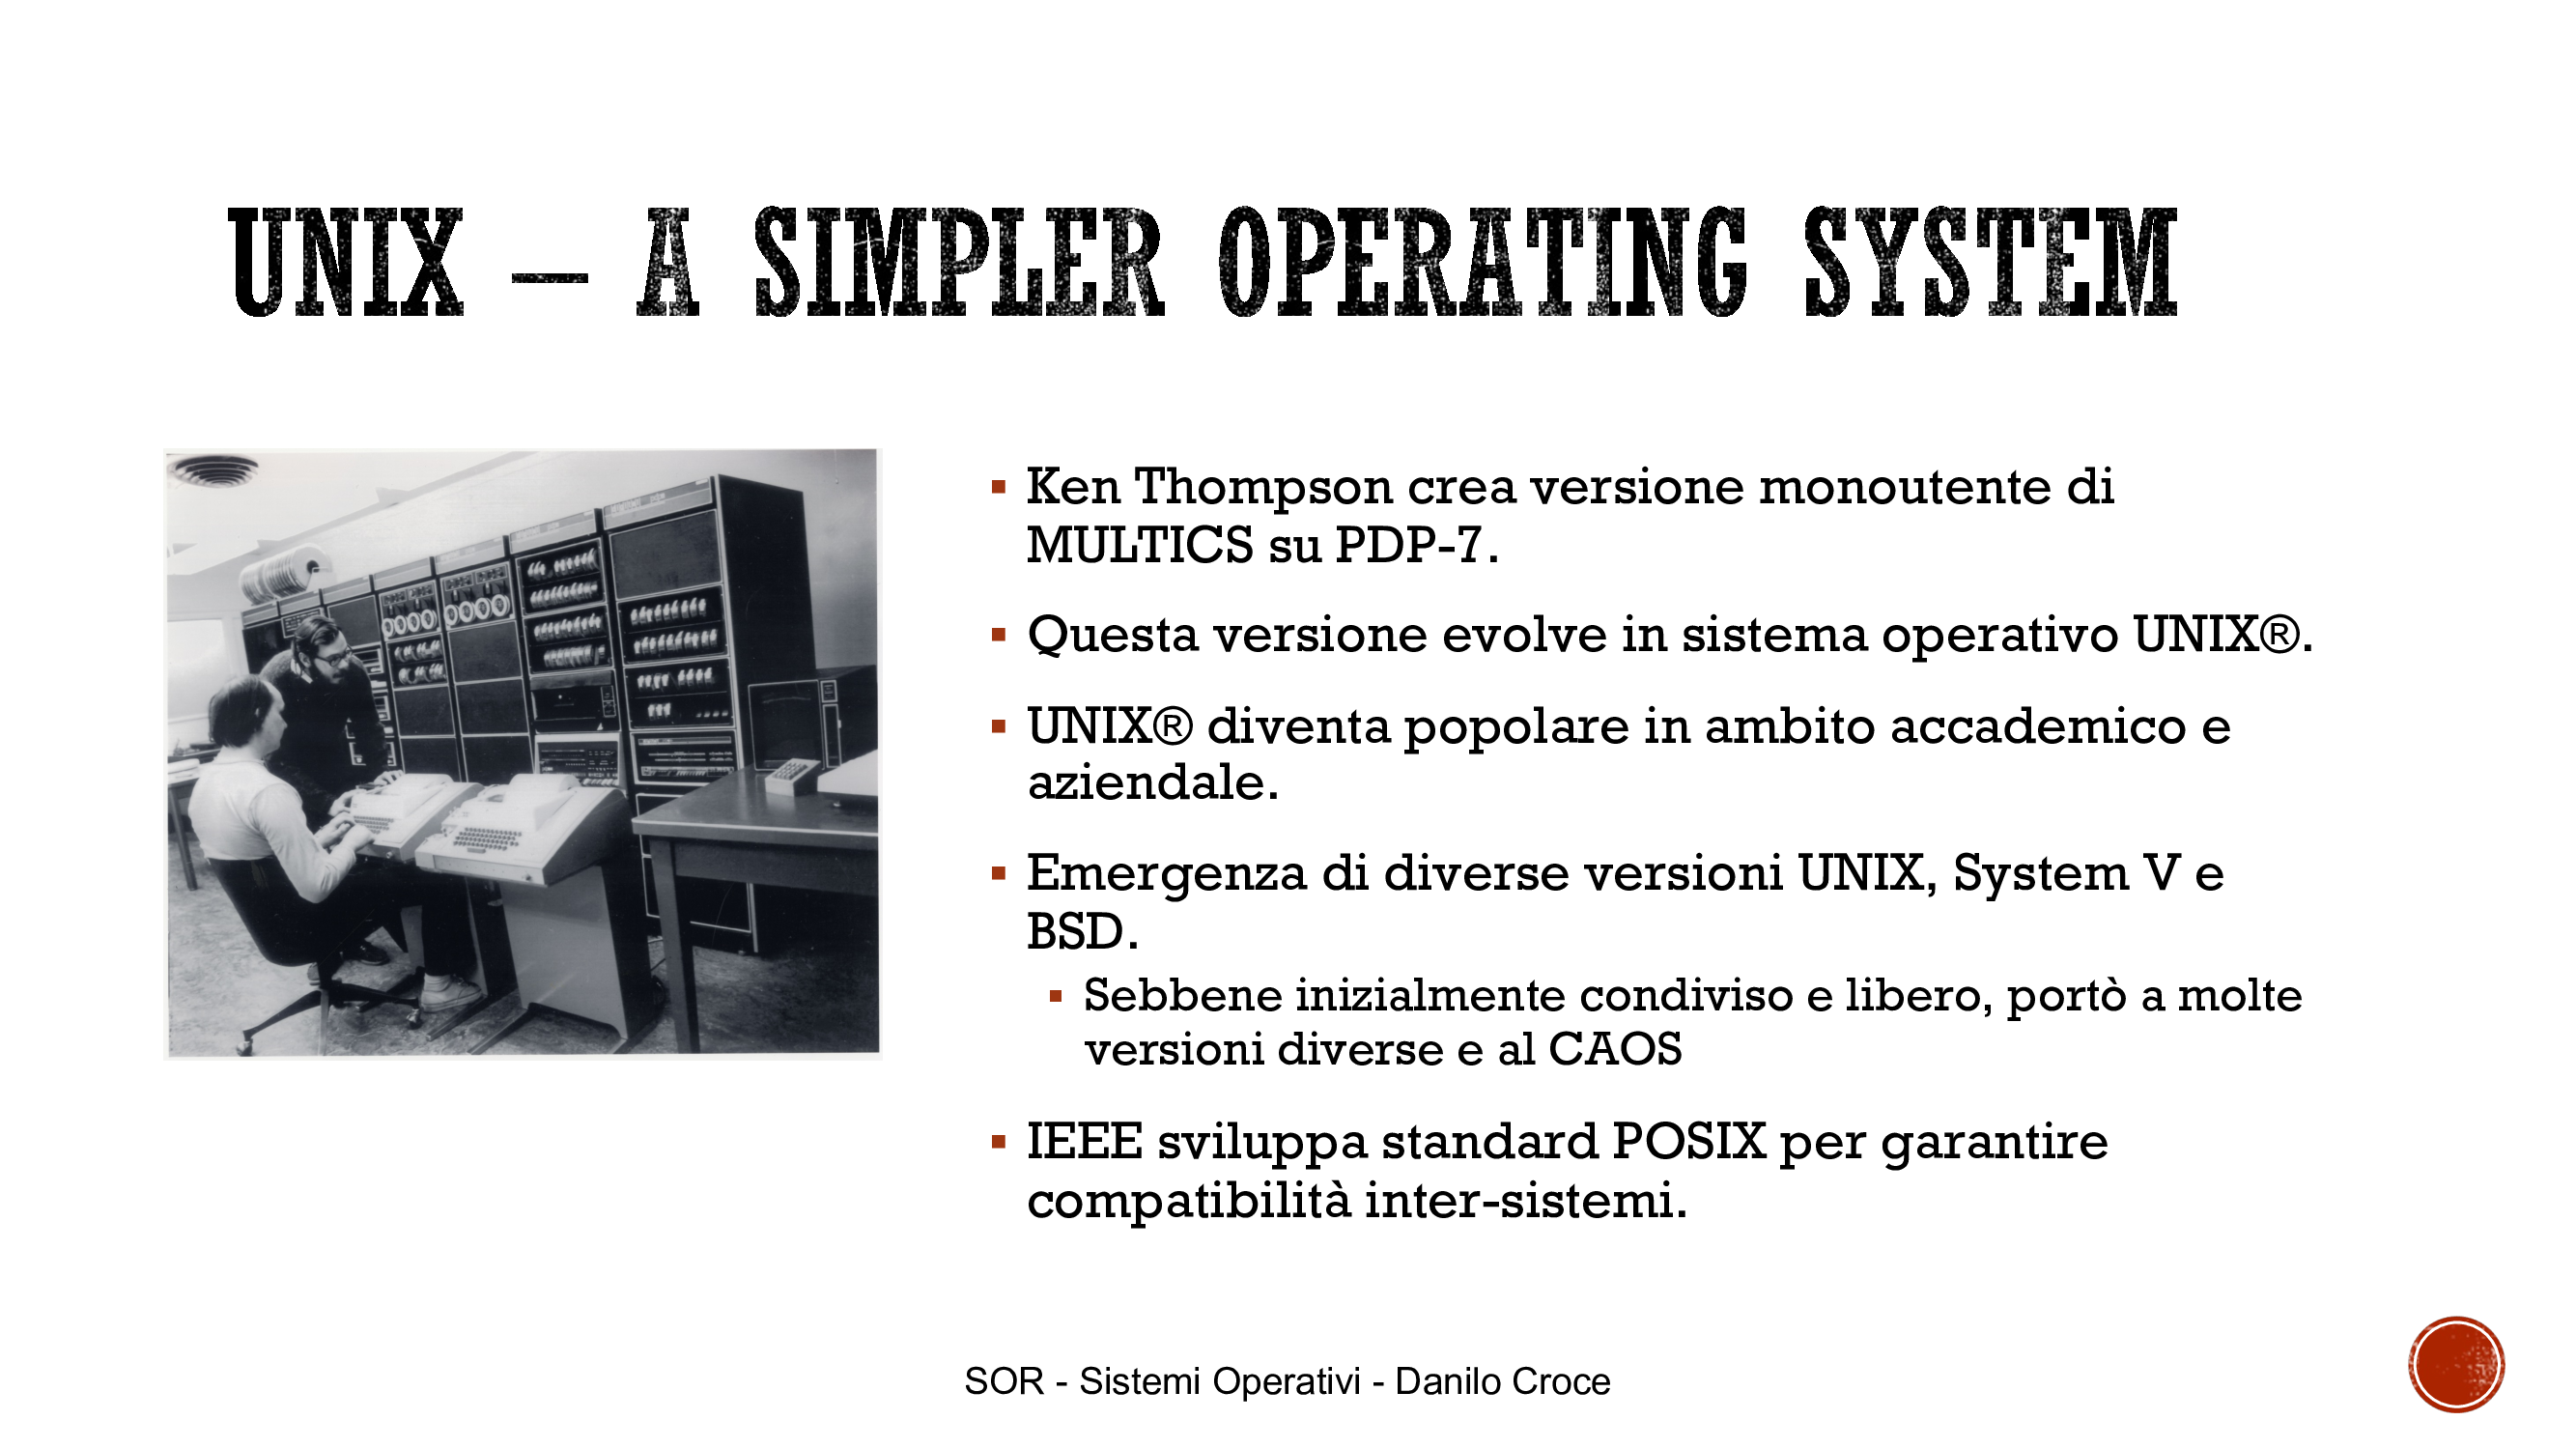 UNIX – A SIMPLER OPERATING SYSTEM
▪ Ken Thompson crea versione monoutente di
MULTICS su PDP-7.
▪ Questa versione evolve in sistema operativo UNIX®.
▪ UNIX® diventa popolare in ambito accademico e
aziendale.
▪ Emergenza di diverse versioni UNIX, System V e
BSD.
▪ Sebbene inizialmente condiviso e libero, portò a molte
versioni diverse e al CAOS
▪ IEEE sviluppa standard POSIX per garantire
compatibilità inter-sistemi.
SOR - Sistemi Operativi - Danilo Croce